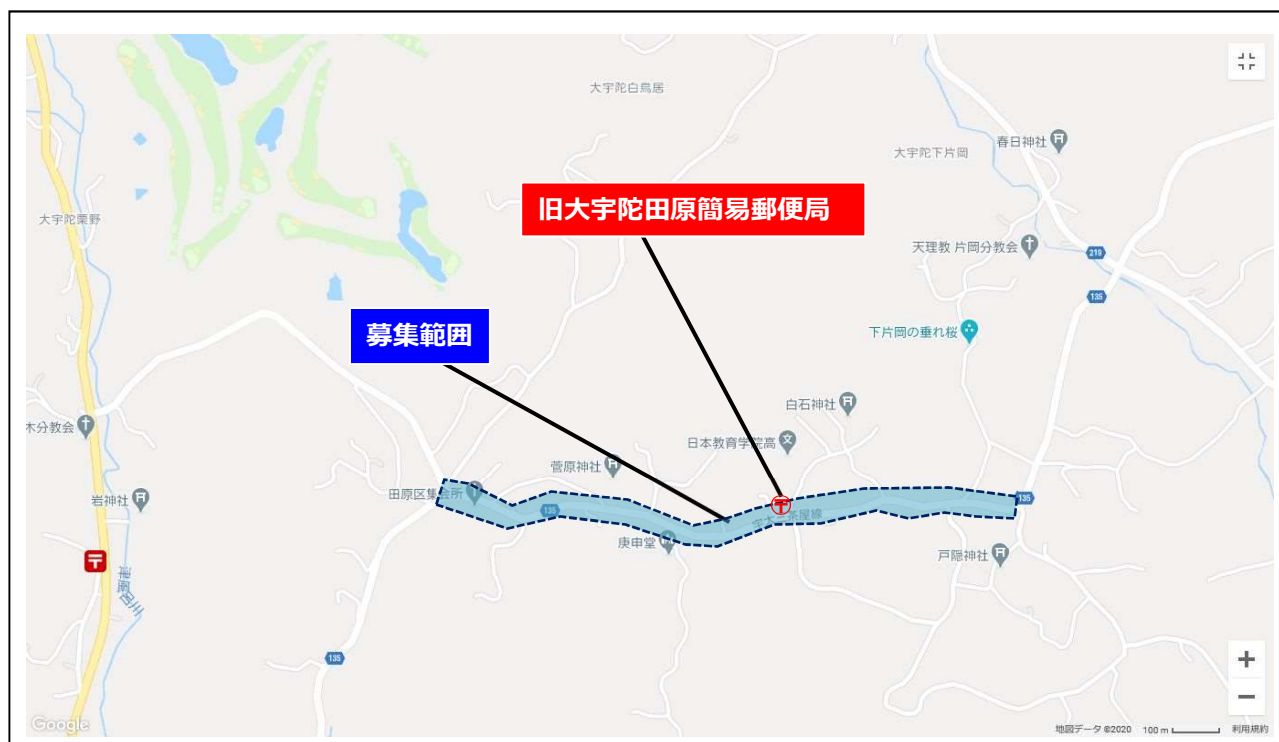 大宇陀白鳥居
春日神社
大宇陀下片岡
旧大宇陀田原簡易郵便局
大宇陀栗野
天理教 片岡分教会
219
135
募集範囲
下片岡の垂れ桜
白石神社
木分教会
日本教育学院高
菅原神社
岩神社
田原区集会所
135
135
庚申堂
戸隠神社
135
Google
地図データ ©2020
100 m
利用規約